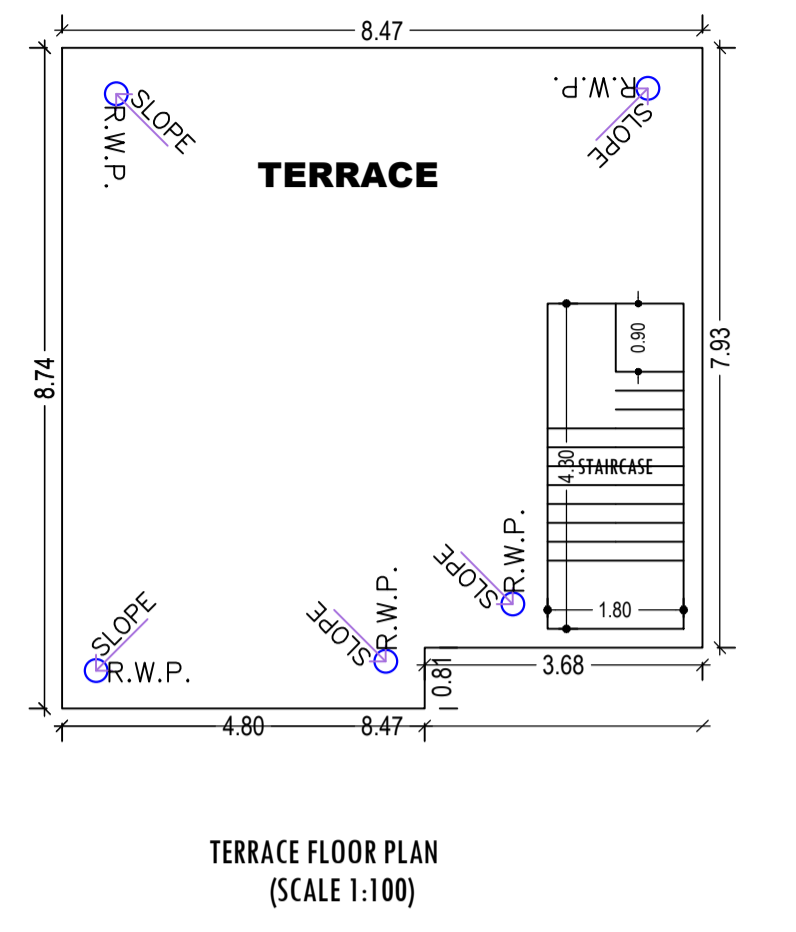 8.47
SLOPE
R.W.P.
R.W.P.
SLOPE
TERRACE
0.90
7.93
8.74
4.30
STAIRCASE
R.W.P.
SLOPE
1.80
R.W.P.
SLOPE
SLOPE
R.W.P.
0.81
3.68
4.80
8.47
TERRACE FLOOR PLAN
(SCALE 1:100)